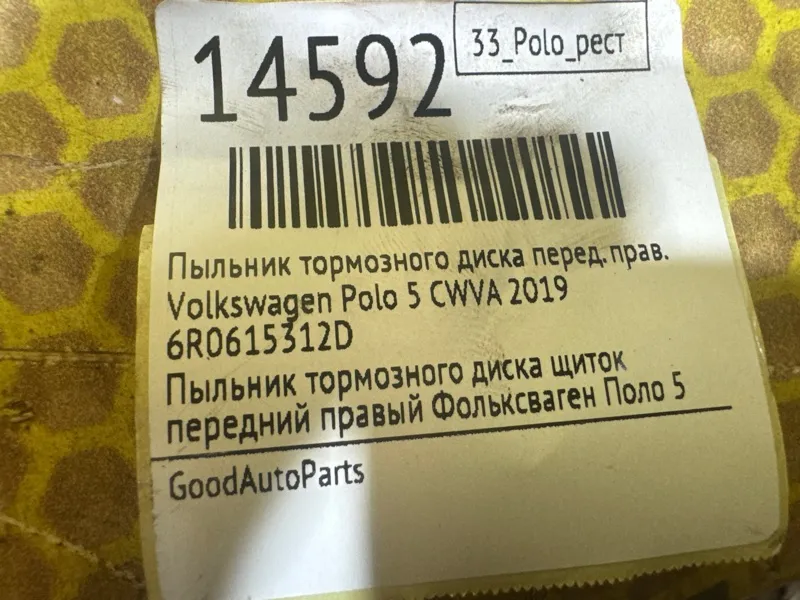 14592
33_Polo_рест
Пыльник тормозного диска перед. прав.
Volkswagen Polo 5 CWVA 2019
6R0615312D
Пыльник тормозного диска щиток
передний правый Фольксваген Поло 5
GoodAutoParts